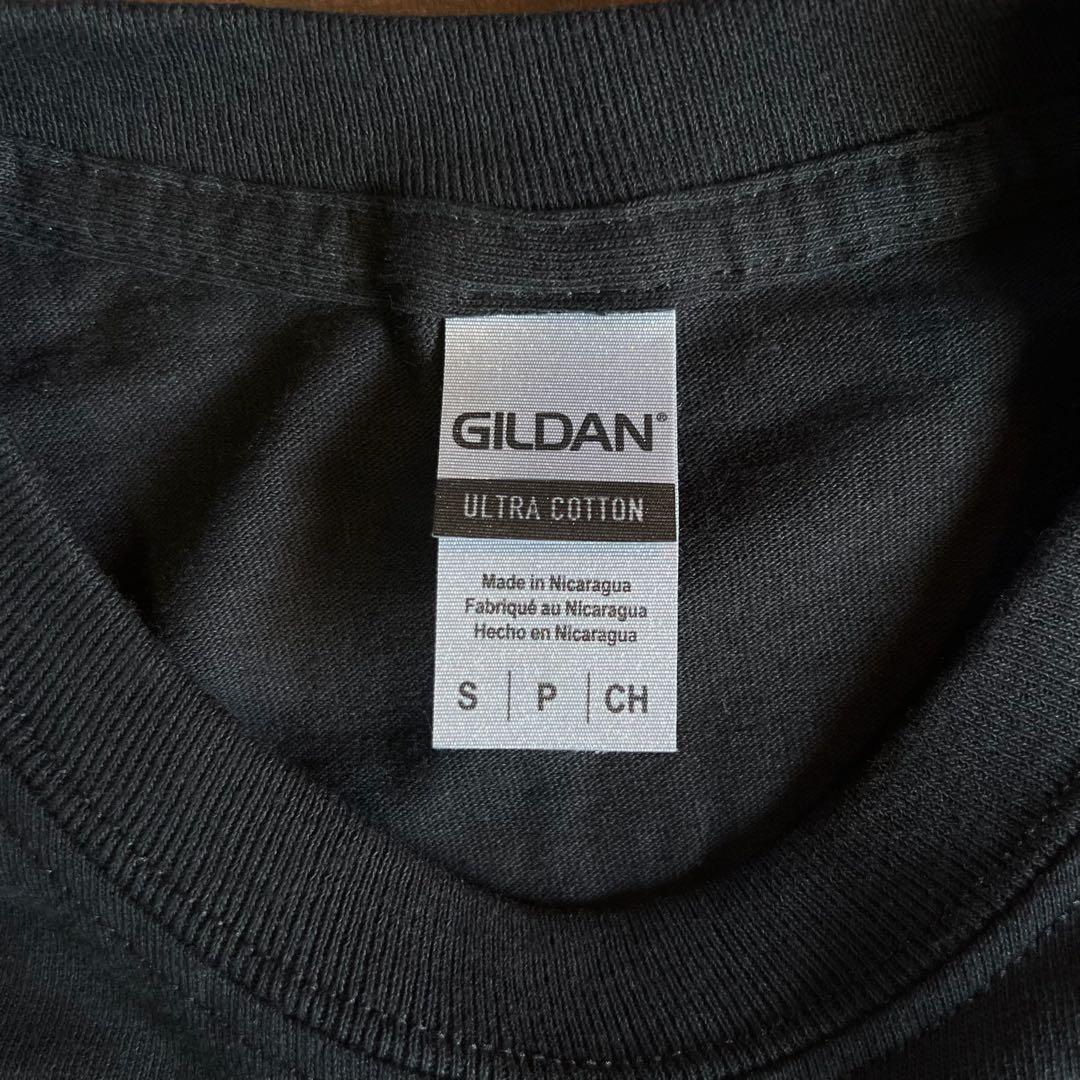 GILDAN®
ULTRA COTTON
Made in Nicaragua
Fabriqué au Nicaragua
Hecho en Nicaragua
S | P | CH